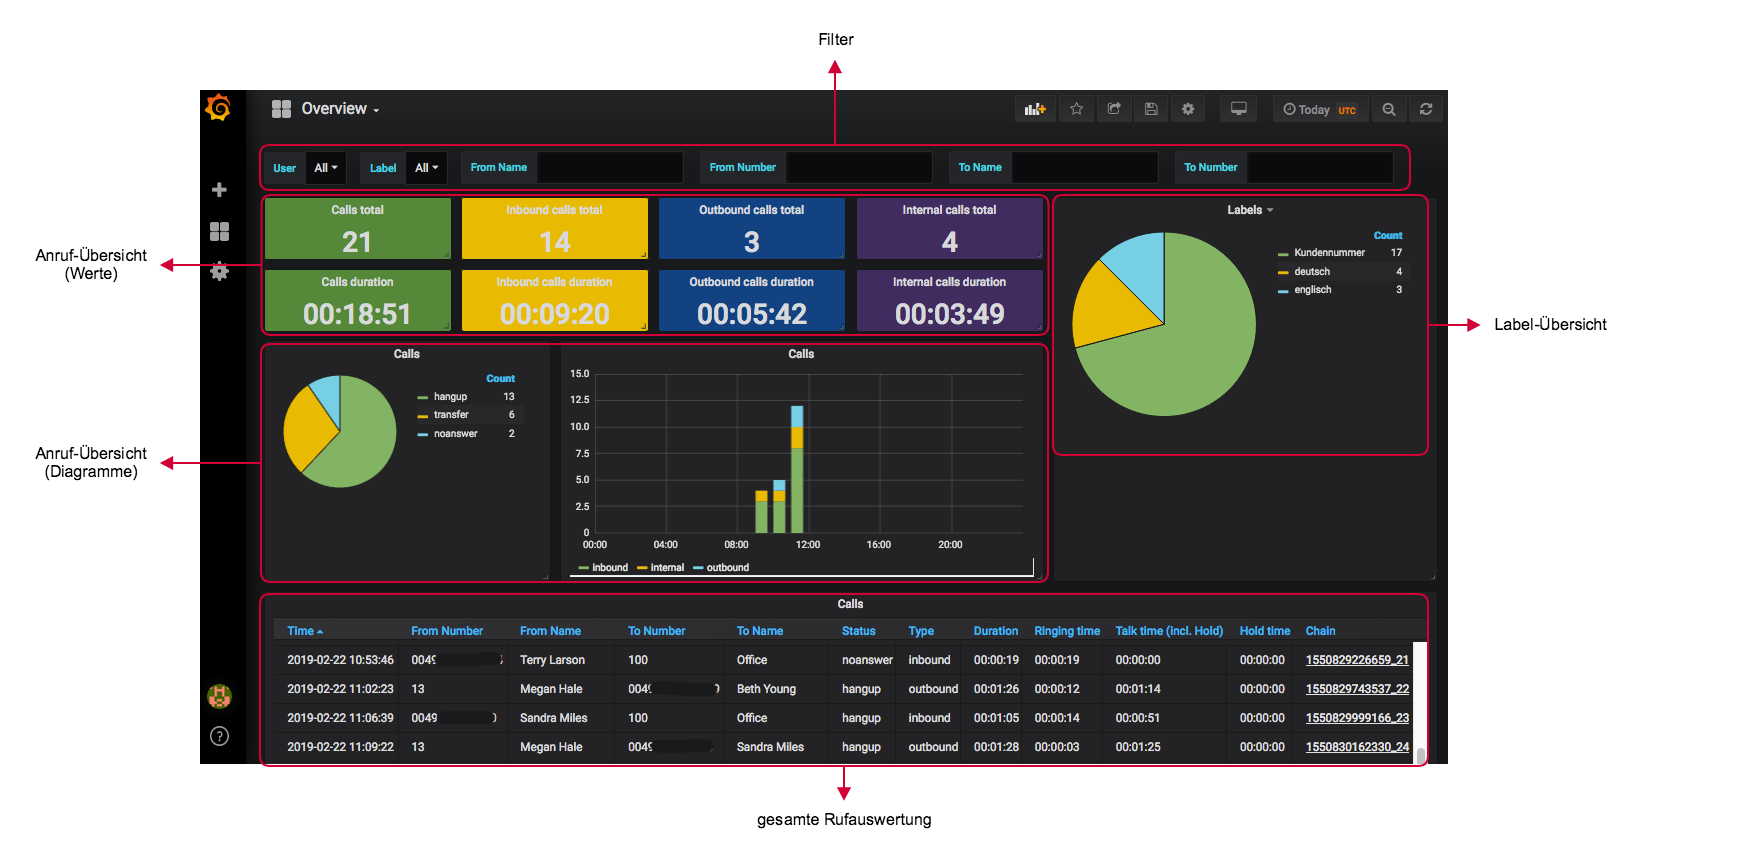 Filter
Overview
Today UTC
User All Label All From Name From Number To Name To Number
Calls total
21
Inbound calls total
14
Outbound calls total
3
Internal calls total
4
Calls duration
00:18:51
Inbound calls duration
00:09:20
Outbound calls duration
00:05:42
Internal calls duration
00:03:49
Anruf-Übersicht
(Werte)
Labels
Count
Kundennummer 17
deutsch 4
englisch 3
Label-Übersicht
Anruf-Übersicht
(Diagramme)
Calls
Count
hangup 13
transfer 6
noanswer 2
Calls
15.0
12.5
10.0
7.5
5.0
2.5
0
00:00 04:00 08:00 12:00 16:00 20:00
inbound internal outbound
Calls
Time From Number From Name To Number To Name Status Type Duration Ringing time Talk time (incl. Hold) Hold time Chain
2019-02-22 10:53:46 0049 Terry Larson 100 Office noanswer inbound 00:00:19 00:00:19 00:00:00 00:00:00 1550829226659_21
2019-02-22 11:02:23 13 Megan Hale 0049 Beth Young hangup outbound 00:01:26 00:00:12 00:01:14 00:00:00 1550829743537_22
2019-02-22 11:06:39 0049 Sandra Miles 100 Office hangup inbound 00:01:05 00:00:14 00:00:51 00:00:00 1550829999166_23
2019-02-22 11:09:22 13 Megan Hale 0049 Sandra Miles hangup outbound 00:01:28 00:00:03 00:01:25 00:00:00 1550830162330_24
gesamte Rufauswertung